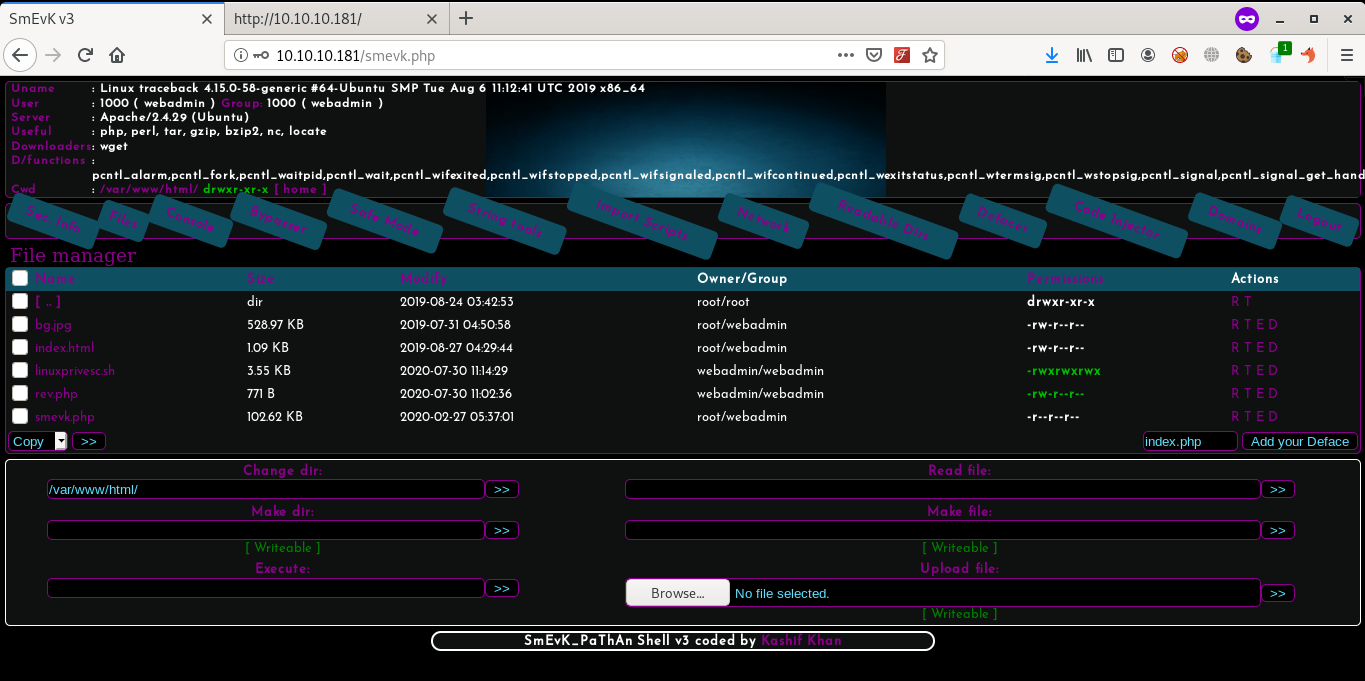 SmEvK v3
http://10.10.10.181/
10.10.10.181/smevk.php
1
Uname : Linux traceback 4.15.0-58-generic #64-Ubuntu SMP Tue Aug 6 11:12:41 UTC 2019 x86_64
User : 1000 ( webadmin ) Group: 1000 ( webadmin )
Server : Apache/2.4.29 (Ubuntu)
Useful : php, perl, tar, gzip, bzip2, nc, locate
Downloaders : wget
D/functions :
pcntl_alarm,pcntl_fork,pcntl_waitpid,pcntl_wait,pcntl_wifexited,pcntl_wifstopped,pcntl_wifsignaled,pcntl_wifcontinued,pcntl_wexitstatus,pcntl_wtermsig,pcntl_wstopsig,pcntl_signal,pcntl_signal_get_hand
Cwd : /var/www/html/ drwxr-xr-x [ home ]
Sec. Info Files Console Bypasser Safe Mode String tools Import Scripts Network Readable Dirs Defacer Code Injector Domains Logout
File manager
Name Size Modify Owner/Group Permissions Actions
[ .. ] dir 2019-08-24 03:42:53 root/root drwxr-xr-x R T
bg.jpg 528.97 KB 2019-07-31 04:50:58 root/webadmin -rw-r--r-- R T E D
index.html 1.09 KB 2019-08-27 04:29:44 root/webadmin -rw-r--r-- R T E D
linuxprivesc.sh 3.55 KB 2020-07-30 11:14:29 webadmin/webadmin -rwxrwxrwx R T E D
rev.php 771 B 2020-07-30 11:02:36 webadmin/webadmin -rw-r--r-- R T E D
smevk.php 102.62 KB 2020-02-27 05:37:01 root/webadmin -r--r--r-- R T E D
Copy >> index.php Add your Deface
Change dir: Read file:
/var/www/html/ >> >>
Make dir: Make file:
>> >>
[ Writeable ] [ Writeable ]
Execute: Upload file:
>> Browse... No file selected. >>
[ Writeable ]
SmEvK_PaThAn Shell v3 coded by Kashif Khan